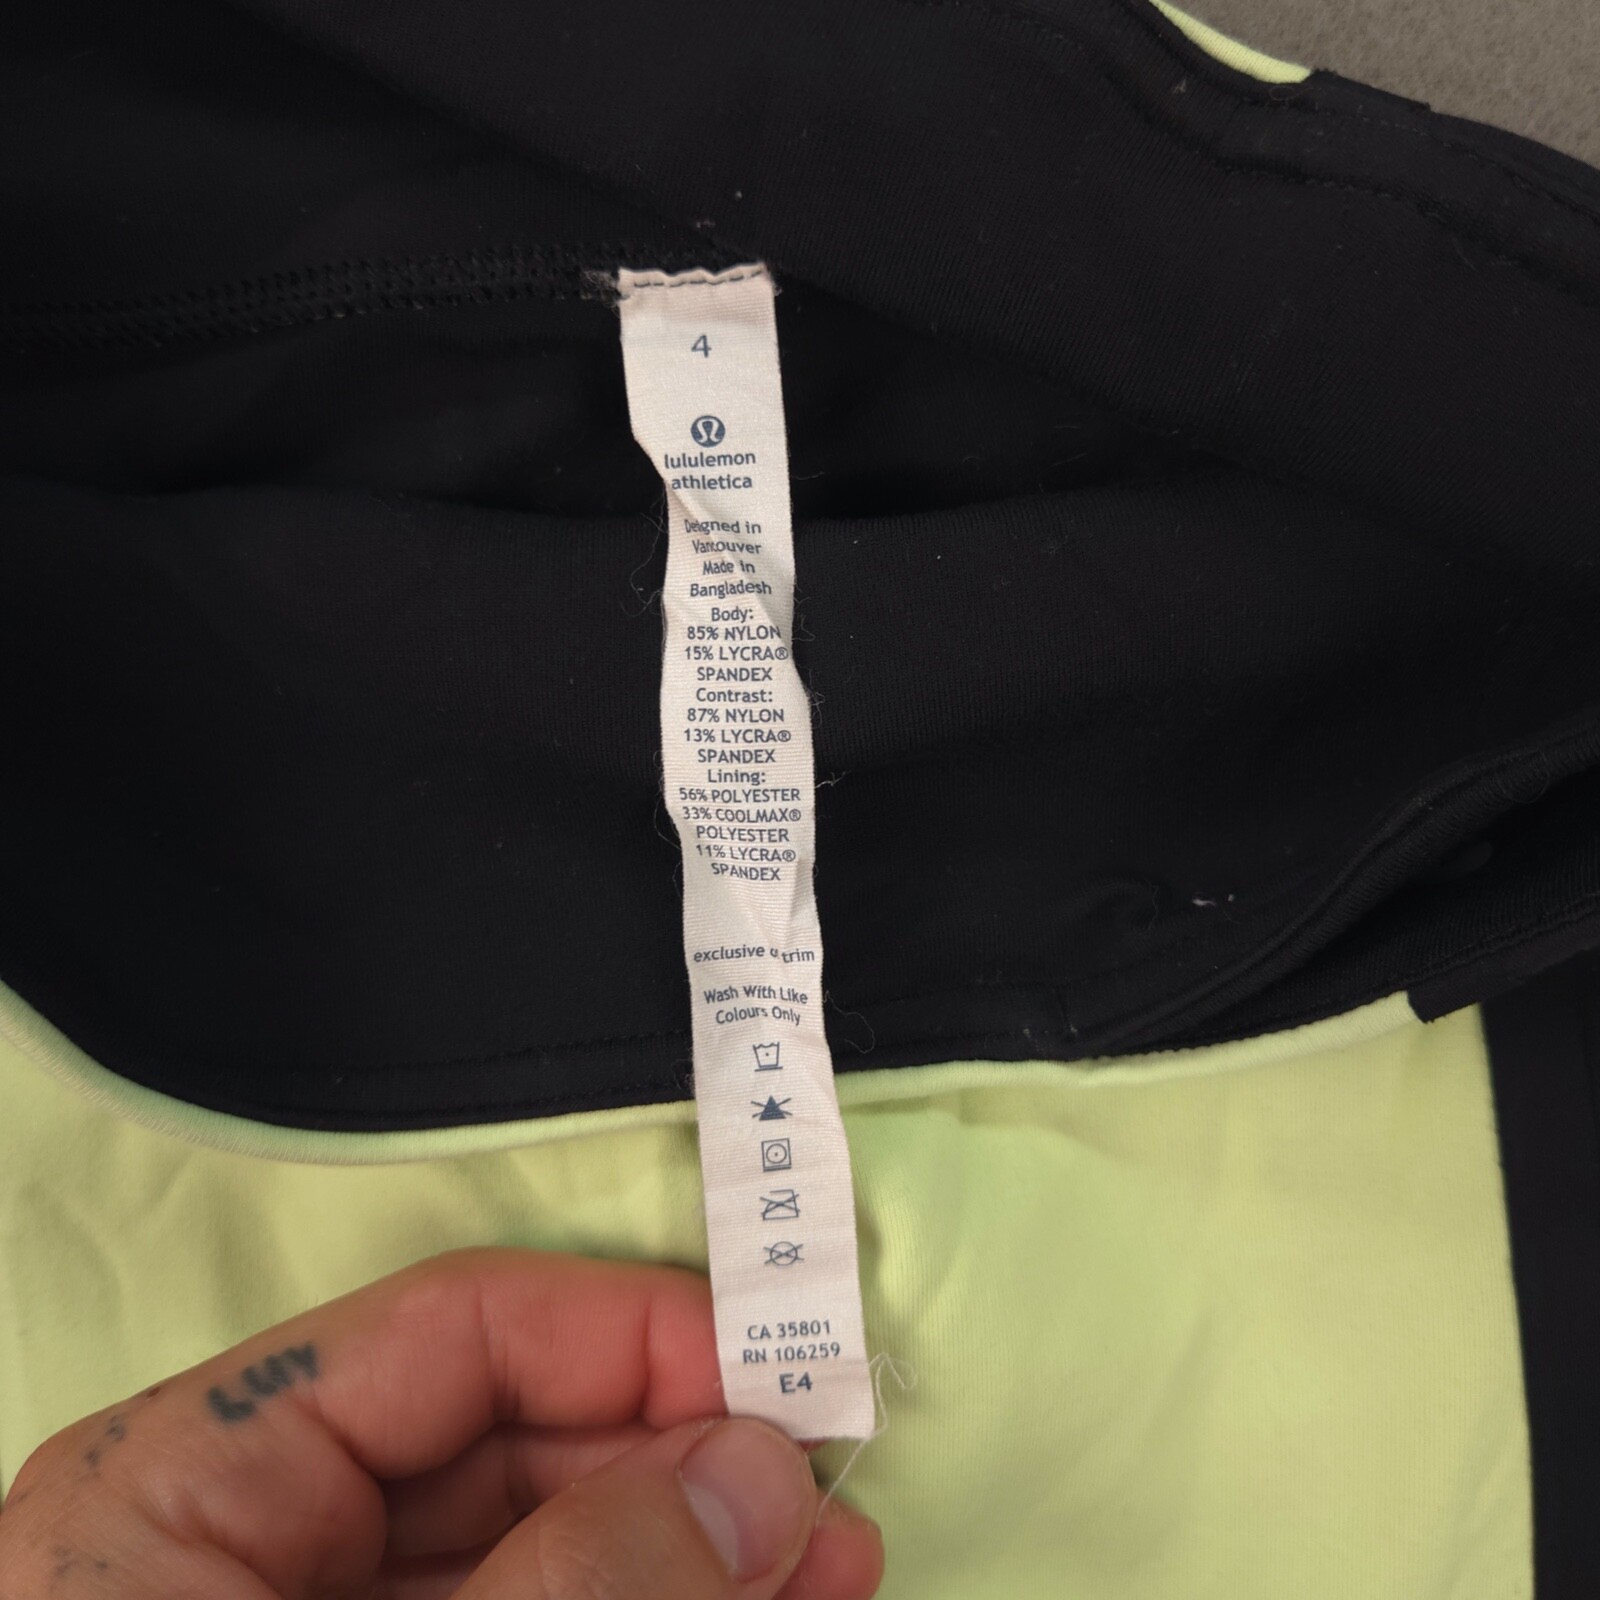 4
lululemon
athletica
Designed in
Vancouver
Made in
Bangladesh
Body:
85% NYLON
15% LYCRA®
SPANDEX
Contrast:
87% NYLON
13% LYCRA®
SPANDEX
Lining:
56% POLYESTER
33% COOLMAX®
POLYESTER
11% LYCRA®
SPANDEX
exclusive trim
Wash With Like
Colours Only
CA 35801
RN 106259
E4